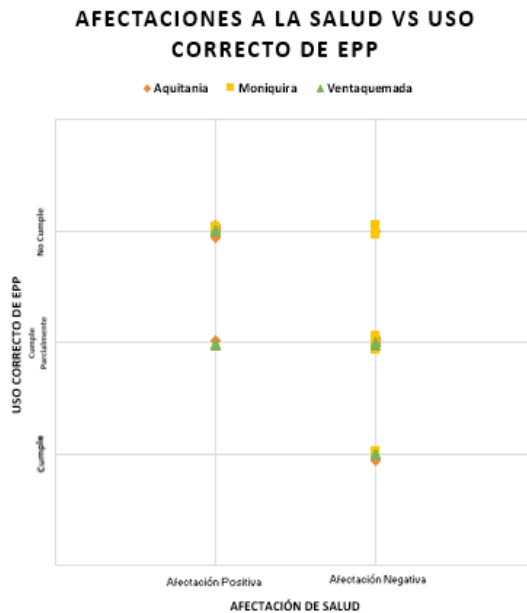 AFECTACIONES A LA SALUD VS USO
CORRECTO DE EPP
Aquitania Moniquira Ventaquemada
No Cumple
Cumple
Parcialmente
Cumple
USO CORRECTO DE EPP
Afectación Positiva Afectación Negativa
AFECTACIÓN DE SALUD